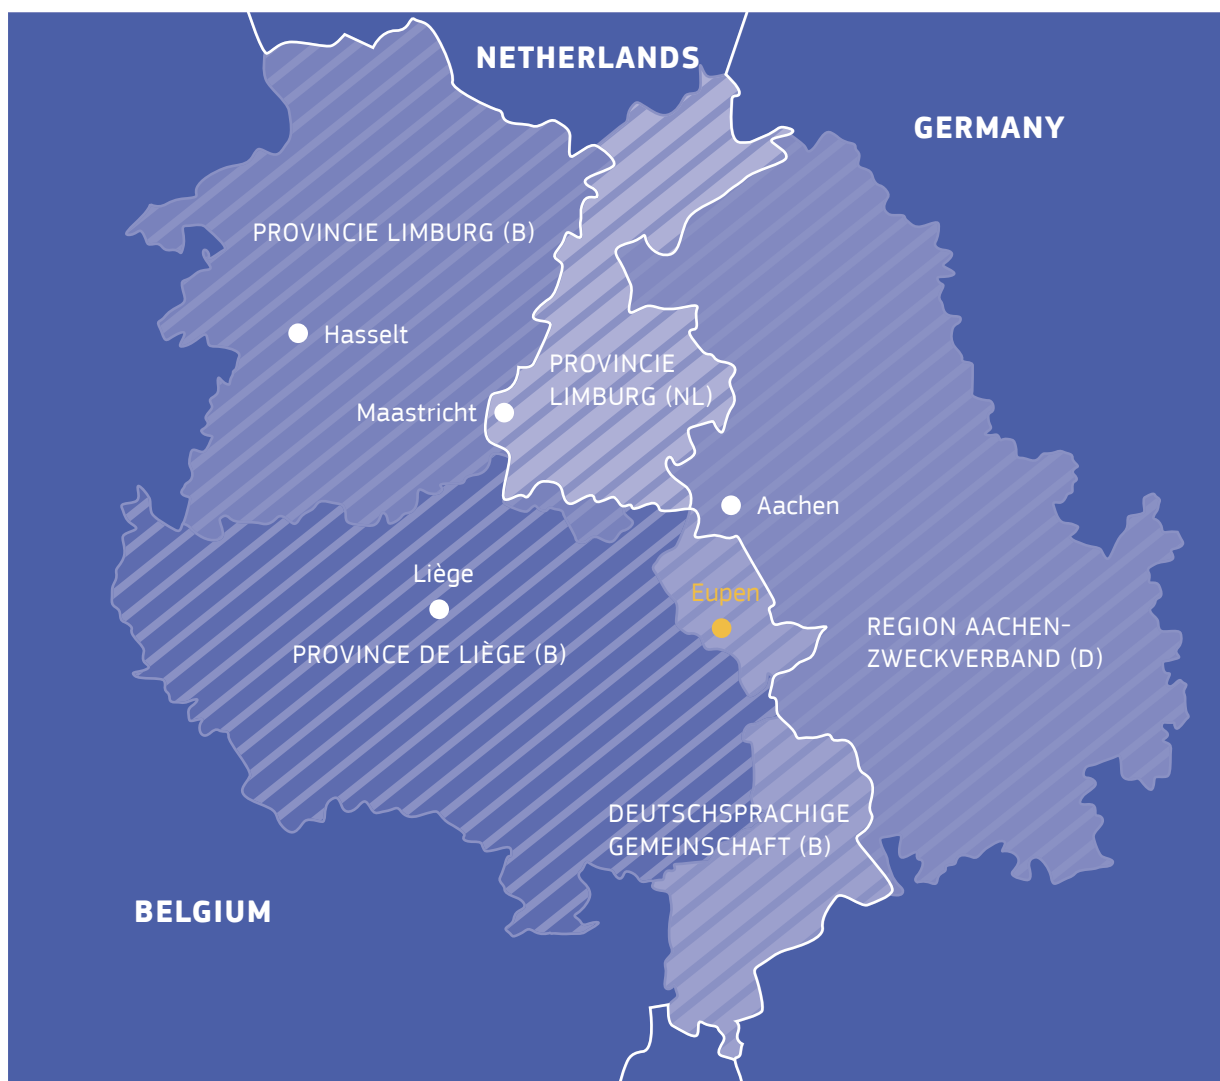 NETHERLANDS
GERMANY
PROVINCIE LIMBURG (B)
Hasselt
PROVINCIE
LIMBURG (NL)
Maastricht
Aachen
Liège
Eupen
PROVINCE DE LIÈGE (B)
REGION AACHEN-
ZWECKVERBAND (D)
DEUTSCHSPRACHIGE
GEMEINSCHAFT (B)
BELGIUM